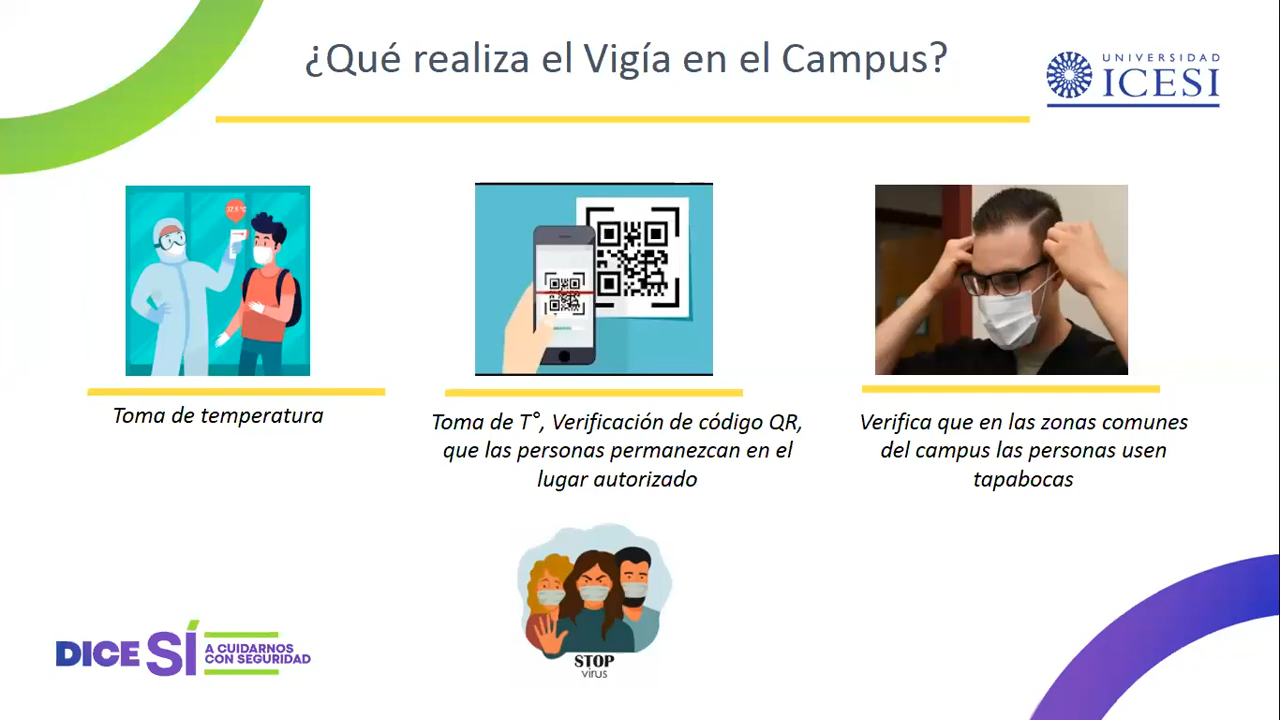 ¿Qué realiza el Vigía en el Campus?
UNIVERSIDAD
ICESI
37.5 °C
Toma de temperatura
Toma de T°, Verificación de código QR,
que las personas permanezcan en el
lugar autorizado
Verifica que en las zonas comunes
del campus las personas usen
tapabocas
STOP
virus
DICE SÍ
A CUIDARNOS
CON SEGURIDAD